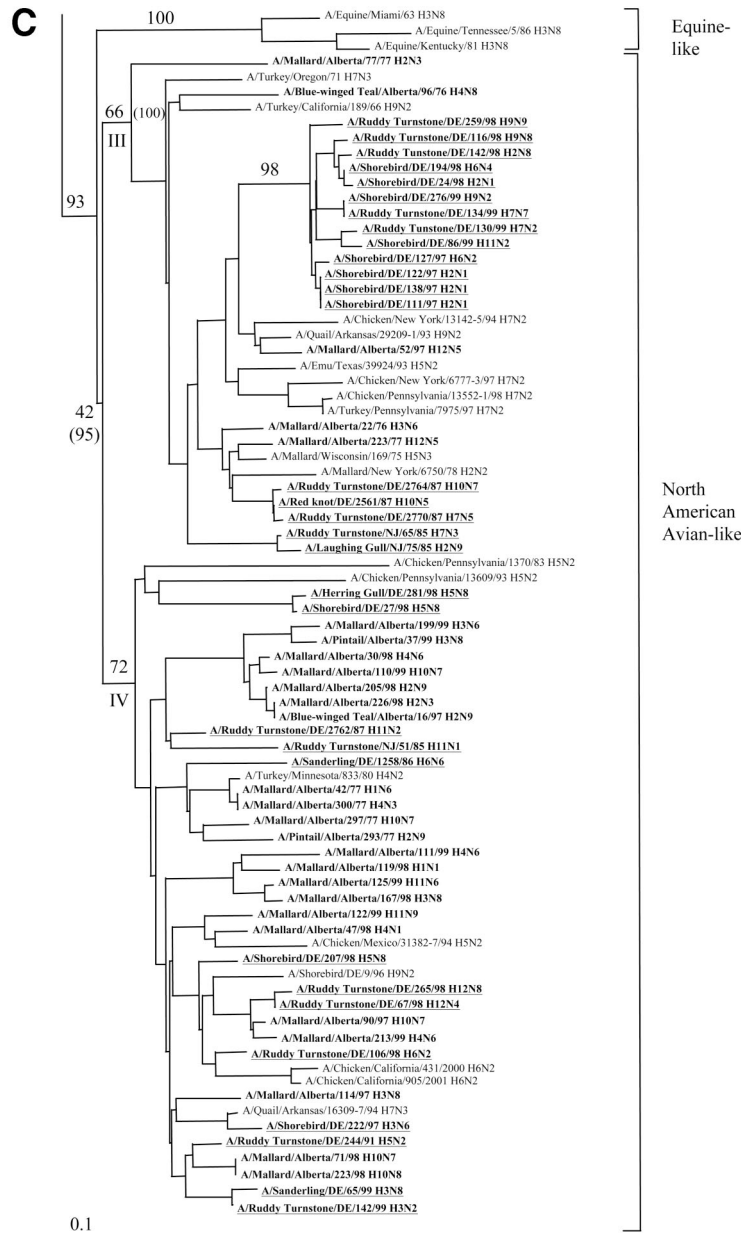 C
100
A/Equine/Miami/63 H3N8
A/Equine/Tennessee/5/86 H3N8
A/Equine/Kentucky/81 H3N8
Equine-
like
A/Mallard/Alberta/77/77 H2N3
A/Turkey/Oregon/71 H7N3
A/Blue-winged Teal/Alberta/96/76 H4N8
66 (100)
III
A/Turkey/California/189/66 H9N2
A/Ruddy Turnstone/DE/259/98 H9N9
A/Ruddy Turnstone/DE/116/98 H9N8
A/Ruddy Turnstone/DE/142/98 H2N8
98
A/Shorebird/DE/194/98 H6N4
A/Shorebird/DE/24/98 H2N1
93
A/Shorebird/DE/276/99 H9N2
A/Ruddy Turnstone/DE/134/99 H7N7
A/Ruddy Tunstone/DE/130/99 H7N2
A/Shorebird/DE/86/99 H11N2
A/Shorebird/DE/127/97 H6N2
A/Shorebird/DE/122/97 H2N1
A/Shorebird/DE/138/97 H2N1
A/Shorebird/DE/111/97 H2N1
A/Chicken/New York/13142-5/94 H7N2
A/Quail/Arkansas/29209-1/93 H9N2
A/Mallard/Alberta/52/97 H12N5
A/Emu/Texas/39924/93 H5N2
A/Chicken/New York/6777-3/97 H7N2
A/Chicken/Pennsylvania/13552-1/98 H7N2
A/Turkey/Pennsylvania/7975/97 H7N2
42
(95)
A/Mallard/Alberta/22/76 H3N6
A/Mallard/Alberta/223/77 H12N5
A/Mallard/Wisconsin/169/75 H5N3
A/Mallard/New York/6750/78 H2N2
A/Ruddy Turnstone/DE/2764/87 H10N7
A/Red knot/DE/2561/87 H10N5
A/Ruddy Turnstone/DE/2770/87 H7N5
A/Ruddy Turnstone/NJ/65/85 H7N3
A/Laughing Gull/NJ/75/85 H2N9
North
American
Avian-like
A/Chicken/Pennsylvania/1370/83 H5N2
A/Chicken/Pennsylvania/13609/93 H5N2
A/Herring Gull/DE/281/98 H5N8
A/Shorebird/DE/27/98 H5N8
A/Mallard/Alberta/199/99 H3N6
A/Pintail/Alberta/37/99 H3N8
A/Mallard/Alberta/30/98 H4N6
72
IV
A/Mallard/Alberta/110/99 H10N7
A/Mallard/Alberta/205/98 H2N9
A/Mallard/Alberta/226/98 H2N3
A/Blue-winged Teal/Alberta/16/97 H2N9
A/Ruddy Turnstone/DE/2762/87 H11N2
A/Ruddy Turnstone/NJ/51/85 H11N1
A/Sanderling/DE/1258/86 H6N6
A/Turkey/Minnesota/833/80 H4N2
A/Mallard/Alberta/42/77 H1N6
A/Mallard/Alberta/300/77 H4N3
A/Mallard/Alberta/297/77 H10N7
A/Pintail/Alberta/293/77 H2N9
A/Mallard/Alberta/111/99 H4N6
A/Mallard/Alberta/119/98 H1N1
A/Mallard/Alberta/125/99 H11N6
A/Mallard/Alberta/167/98 H3N8
A/Mallard/Alberta/122/99 H11N9
A/Mallard/Alberta/47/98 H4N1
A/Chicken/Mexico/31382-7/94 H5N2
A/Shorebird/DE/207/98 H5N8
A/Shorebird/DE/9/96 H9N2
A/Ruddy Turnstone/DE/265/98 H12N8
A/Ruddy Turnstone/DE/67/98 H12N4
A/Mallard/Alberta/90/97 H10N7
A/Mallard/Alberta/213/99 H4N6
A/Ruddy Turnstone/DE/106/98 H6N2
A/Chicken/California/431/2000 H6N2
A/Chicken/California/905/2001 H6N2
A/Mallard/Alberta/114/97 H3N8
A/Quail/Arkansas/16309-7/94 H7N3
A/Shorebird/DE/222/97 H3N6
A/Ruddy Turnstone/DE/244/91 H5N2
A/Mallard/Alberta/71/98 H10N7
A/Mallard/Alberta/223/98 H10N8
A/Sanderling/DE/65/99 H3N8
A/Ruddy Turnstone/DE/142/99 H3N2
0.1